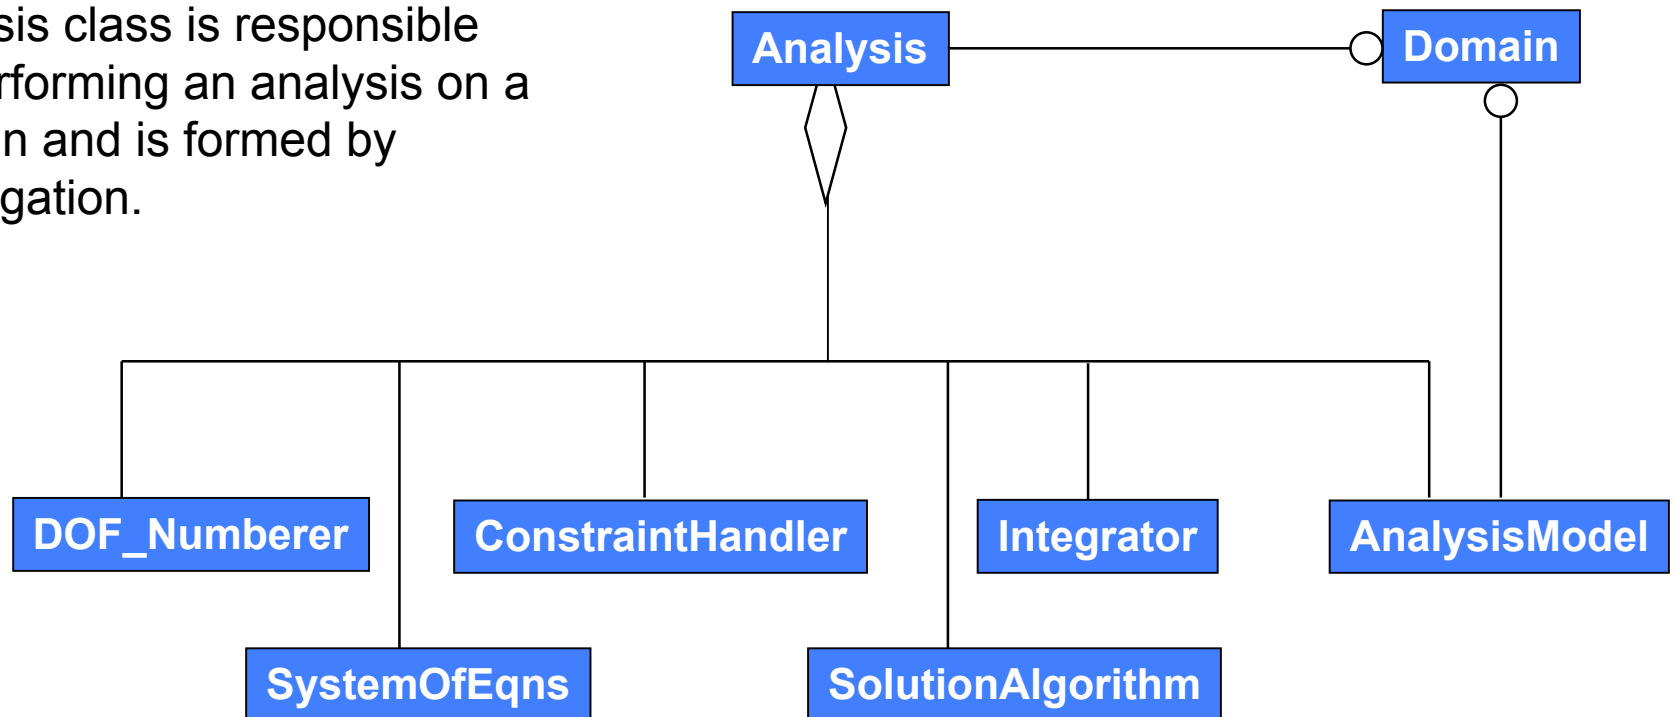 sis class is responsible
rforming an analysis on a
n and is formed by
gation.
Analysis
Domain
DOF_Numberer
ConstraintHandler
Integrator
AnalysisModel
SystemOfEqns
SolutionAlgorithm